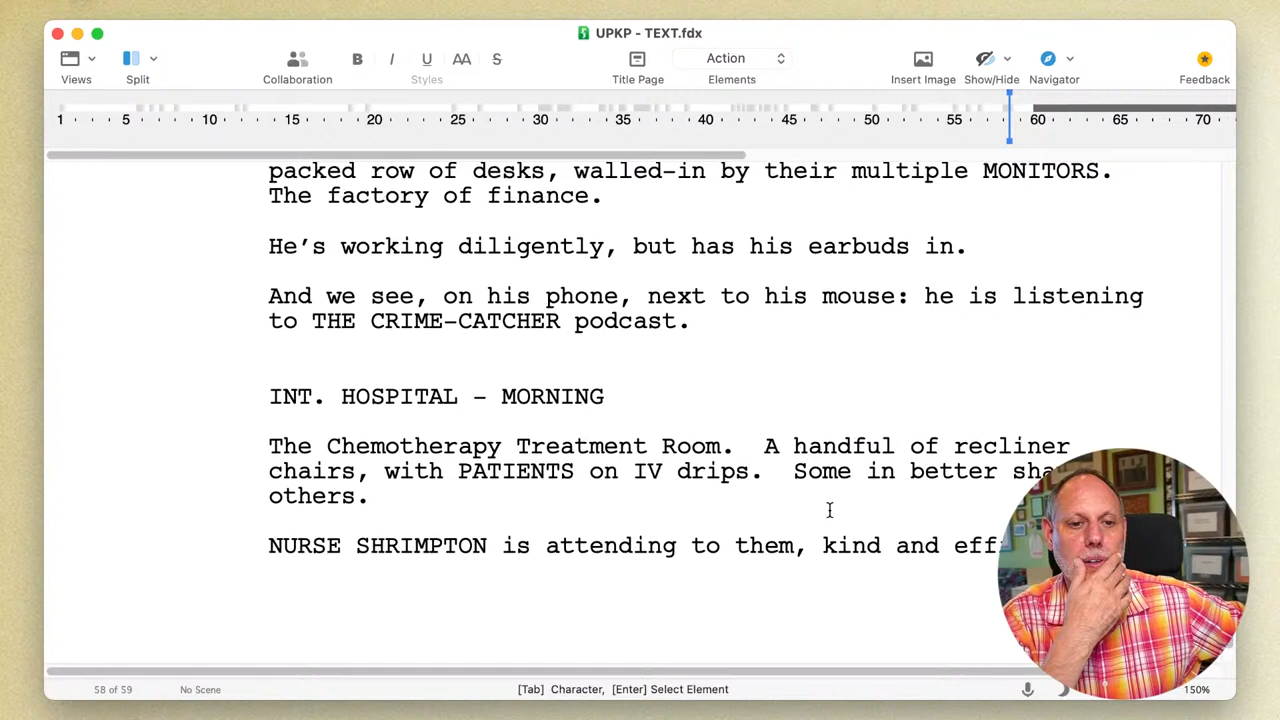 UPKP - TEXT.fdx
B I U AA S Action
Views Split Collaboration Styles Title Page Elements Insert Image Show/Hide Navigator Feedback
1 5 10 15 20 25 30 35 40 45 50 55 60 65 70
packed row of desks, walled-in by their multiple MONITORS.
The factory of finance.
He’s working diligently, but has his earbuds in.
And we see, on his phone, next to his mouse: he is listening
to THE CRIME-CATCHER podcast.
INT. HOSPITAL - MORNING
The Chemotherapy Treatment Room.  A handful of recliner
chairs, with PATIENTS on IV drips.  Some in better
others.
NURSE SHRIMPTON is attending to them, kind and
58 of 59 No Scene [Tab] Character, [Enter] Select Element 150%